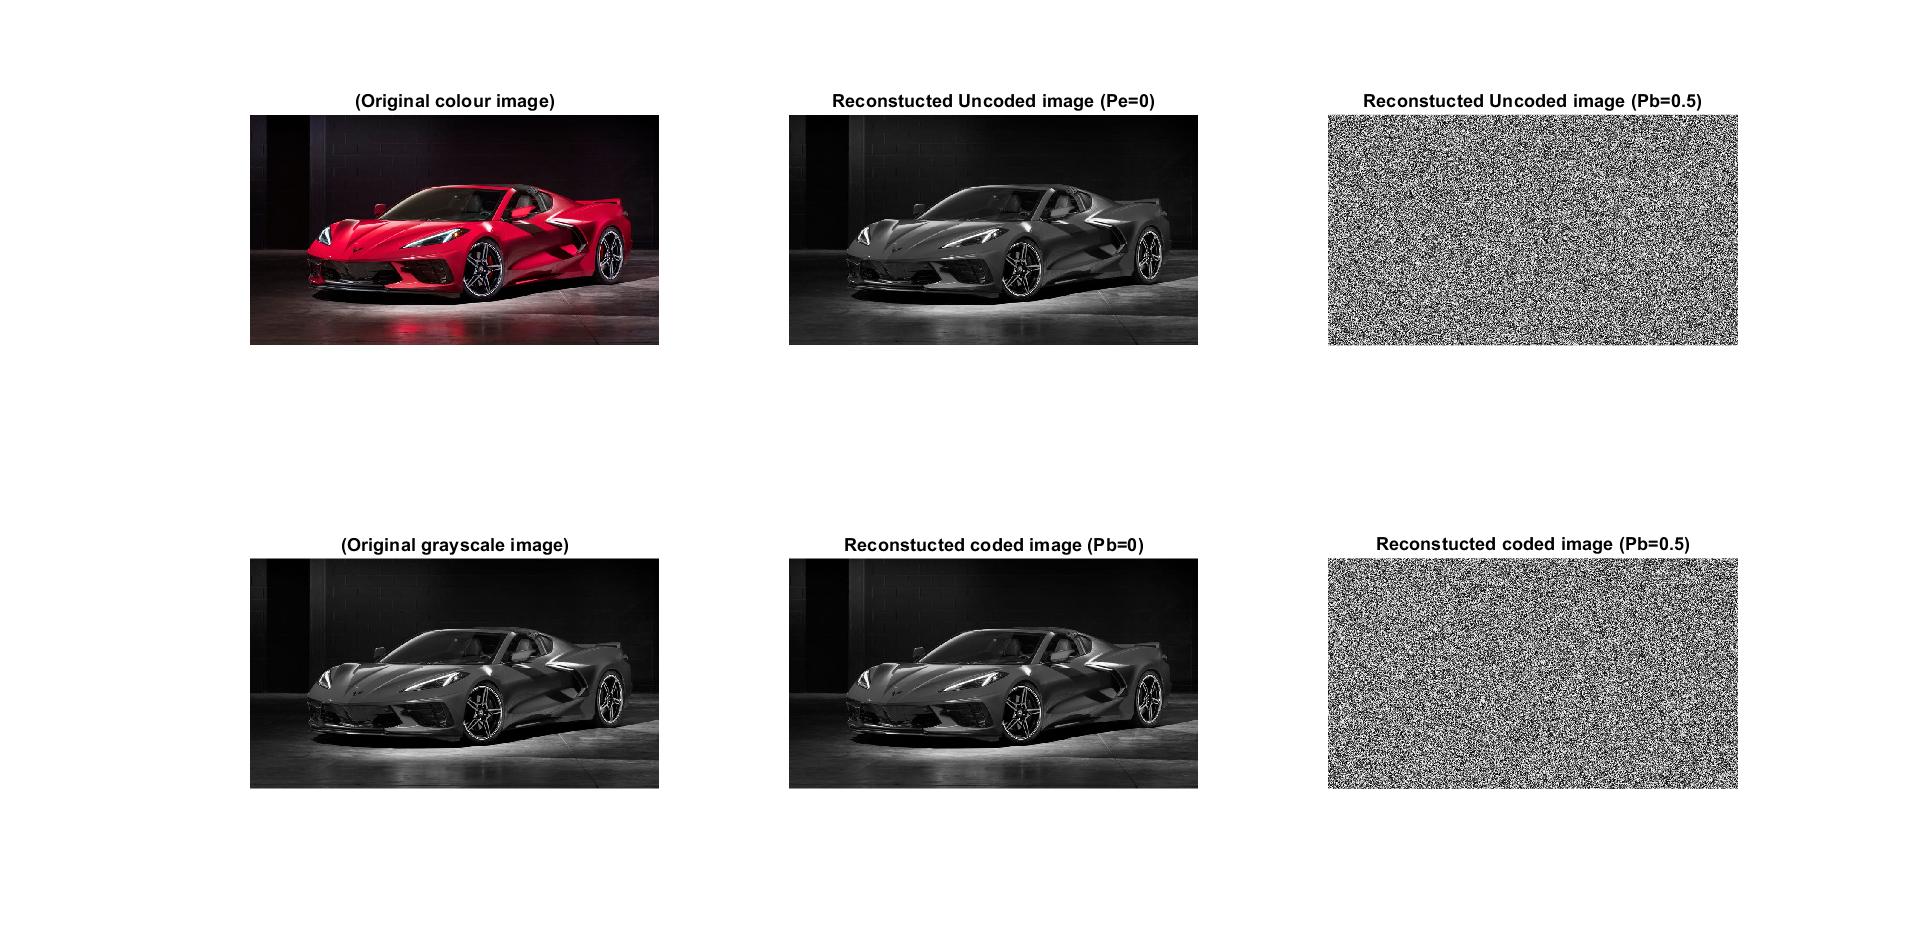 (Original colour image)
Reconstucted Uncoded image (Pe=0)
Reconstucted Uncoded image (Pb=0.5)
(Original grayscale image)
Reconstucted coded image (Pb=0)
Reconstucted coded image (Pb=0.5)